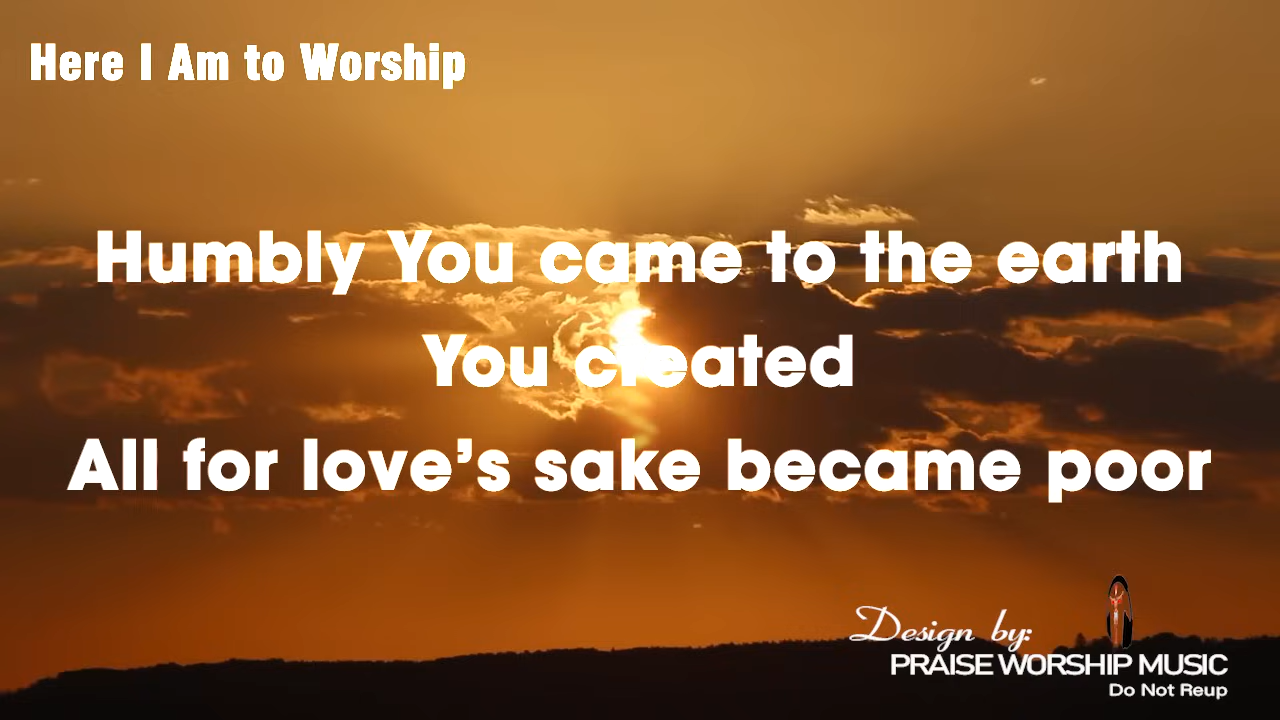 Here I Am to Worship
Humbly You came to the earth
You created
All for love’s sake became poor
Design by:
PRAISE WORSHIP MUSIC
Do Not Reup